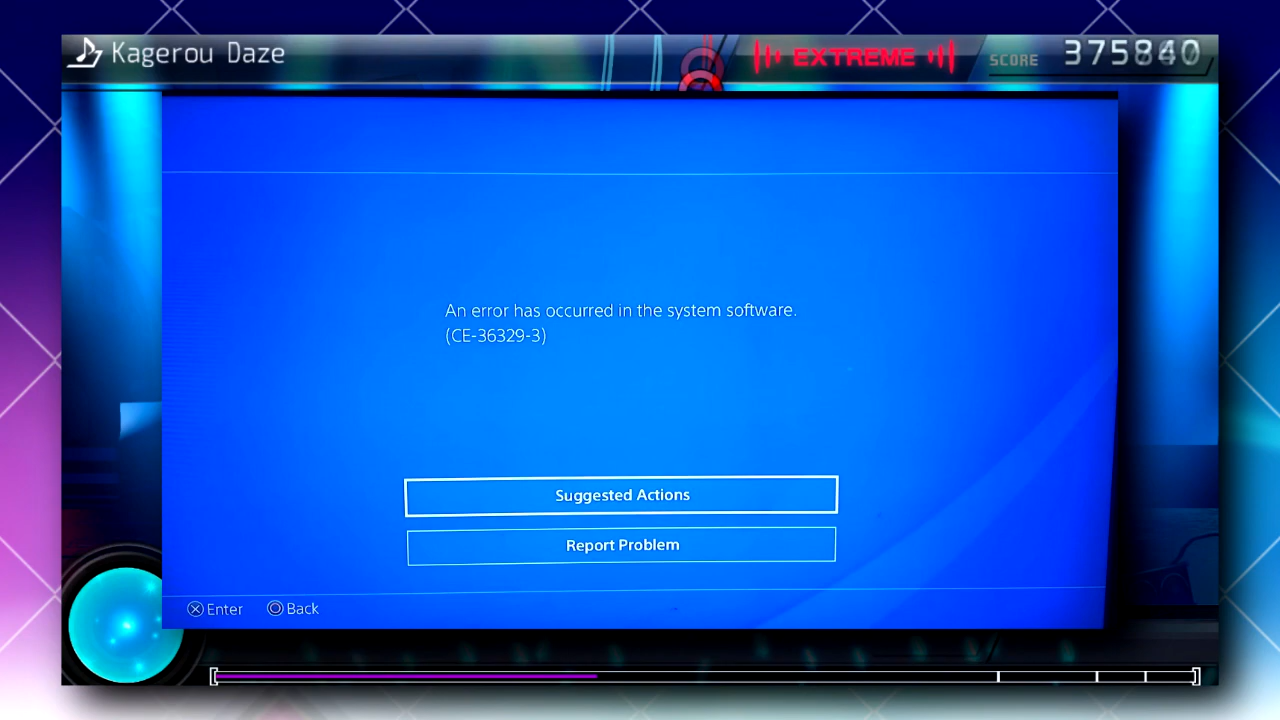 Kagerou Daze
EXTREME
SCORE 375840
An error has occurred in the system software.
(CE-36329-3)
Suggested Actions
Report Problem
Enter Back